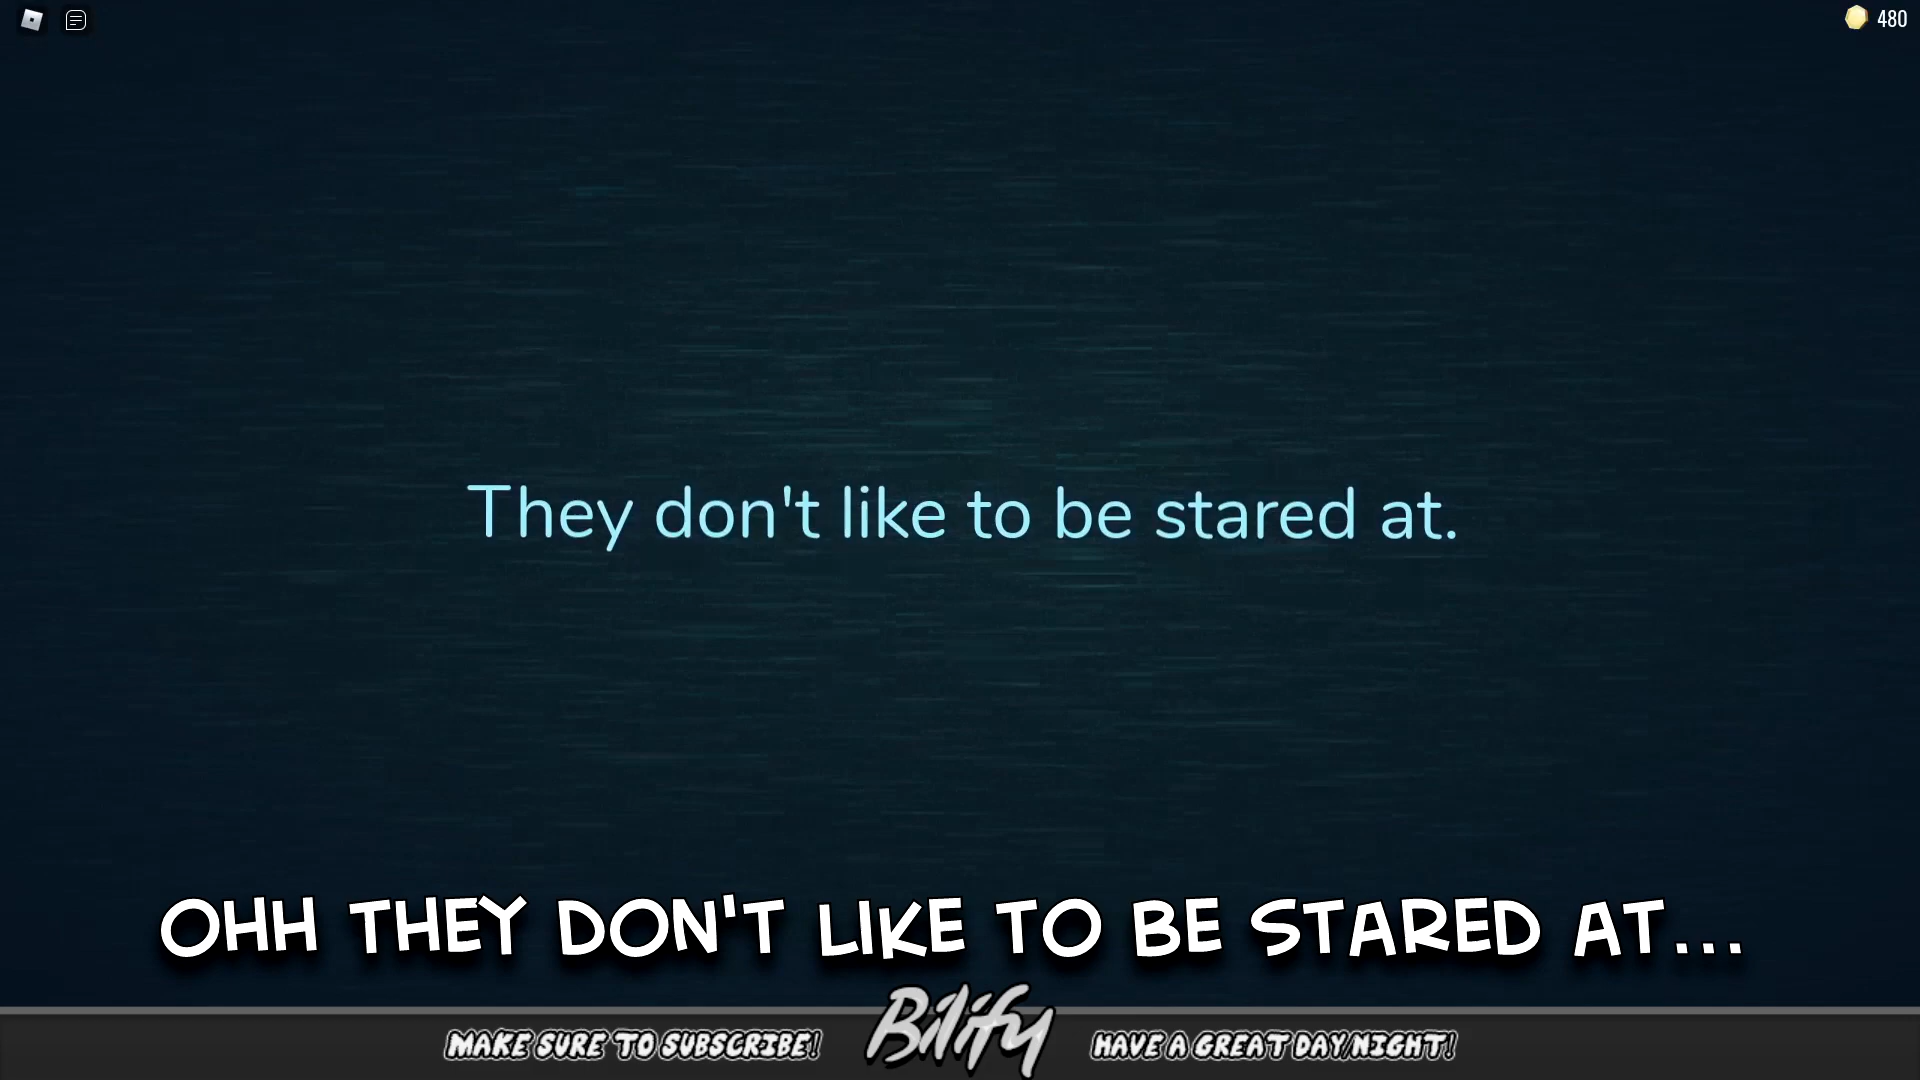 480
They don't like to be stared at.
OHH THEY DON'T LIKE TO BE STARED AT...
MAKE SURE TO SUBSCRIBE! Bilify HAVE A GREAT DAY/NIGHT!